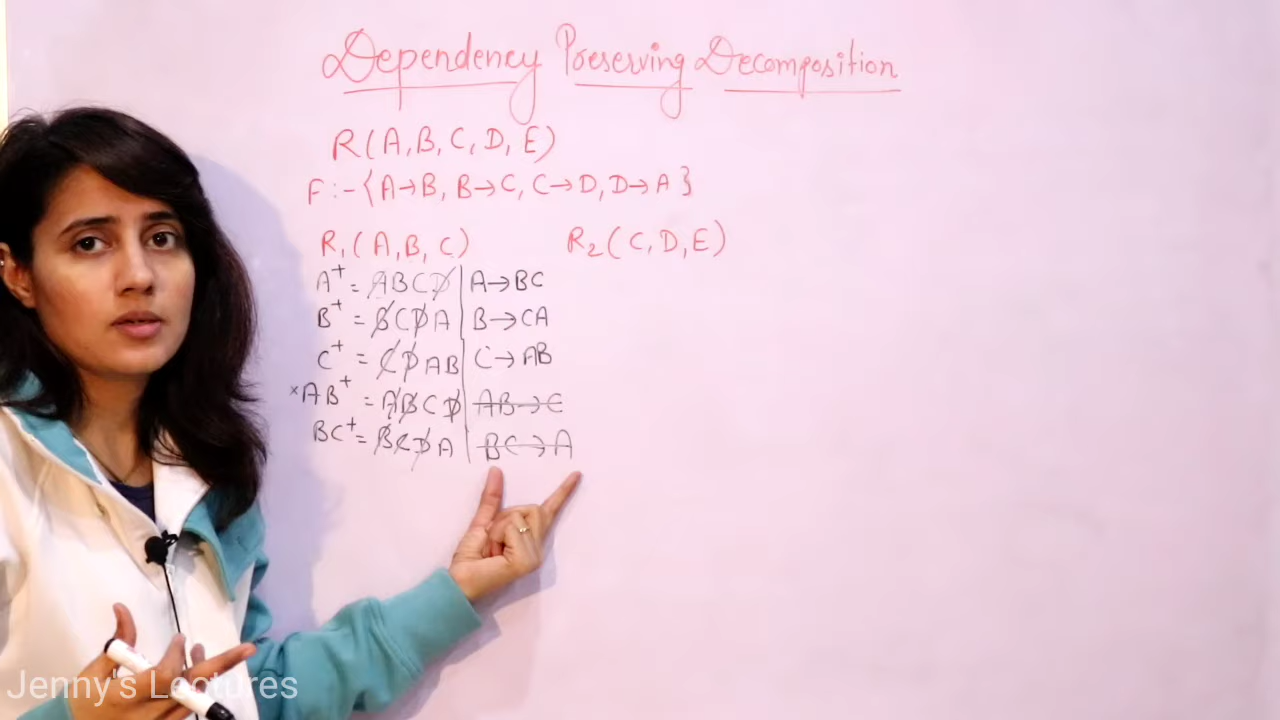 Dependency Preserving Decomposition
R(A,B,C,D,E)
F:-{A→B, B→C, C→D, D→A}
R₁(A,B,C) R₂(C,D,E)
A⁺ = ABCD | A→BC
B⁺ = BCDA | B→CA
C⁺ = CDAB | C→AB
×AB⁺ = ABCD | AB→C
BC⁺ = BCDA | BC→A
Jenny's Lectures